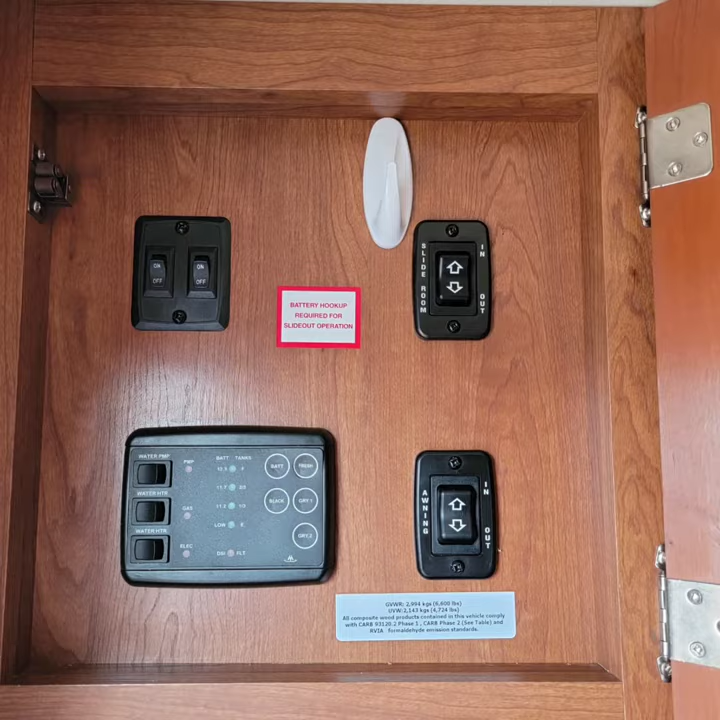 ON
OFF
ON
OFF
BATTERY HOOKUP
REQUIRED FOR
SLIDEOUT OPERATION
SLIDE ROOM
IN
OUT
WATER PMP
PMP
WATER HTR
GAS
WATER HTR
ELEC
BATT TANKS
12.5 F
11.7 2/3
11.2 1/3
LOW E
DSI FLT
BATT
FRESH
BLACK
GRY 1
GRY 2
AWNING
IN
OUT
GVWR: 2,994 kgs (6,600 lbs)
UVW:2,143 kgs (4,724 lbs)
All composite wood products contained in this vehicle comply
with CARB 93120.2 Phase 1 , CARB Phase 2 (See Table) and
RVIA formaldehyde emission standards.